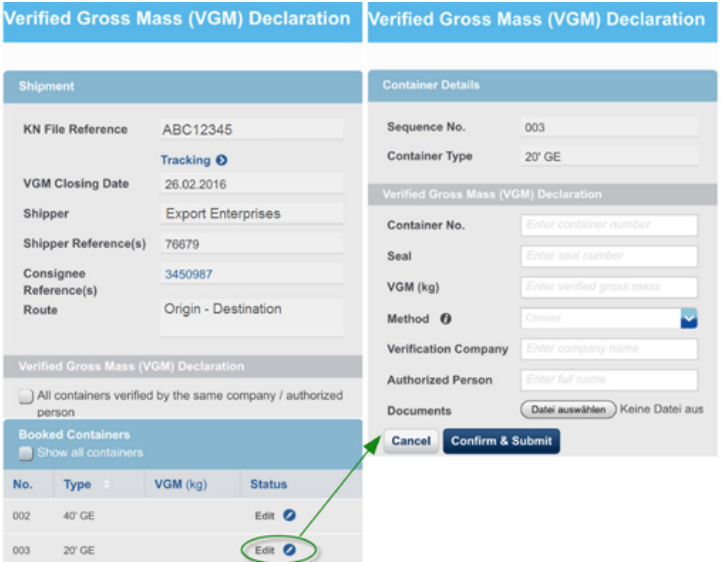 Verified Gross Mass (VGM) Declaration
Shipment
KN File Reference ABC12345
Tracking
VGM Closing Date 26.02.2016
Shipper Export Enterprises
Shipper Reference(s) 76679
Consignee Reference(s) 3450987
Route Origin - Destination
Verified Gross Mass (VGM) Declaration
All containers verified by the same company / authorized
person
Booked Containers
Show all containers
No. Type VGM (kg) Status
002 40' GE Edit
003 20' GE Edit
Verified Gross Mass (VGM) Declaration
Container Details
Sequence No. 003
Container Type 20' GE
Verified Gross Mass (VGM) Declaration
Container No. Enter container number
Seal Enter seal number
VGM (kg) Enter verified gross mass
Method Choose
Verification Company Enter company name
Authorized Person Enter full name
Documents Datei auswählen Keine Datei aus
Cancel Confirm & Submit